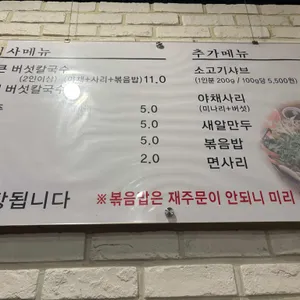 식사메뉴
큰 버섯칼국수
(2인이상) (야채+사리+볶음밥) 11.0
버섯칼국수
5.0
5.0
5.0
2.0
추가메뉴
소고기샤브
(1인분 200g / 100g당 5,500원)
야채사리
(미나리+버섯)
새알만두
볶음밥
면사리
됩니다
※볶음밥은 재주문이 안되니 미리